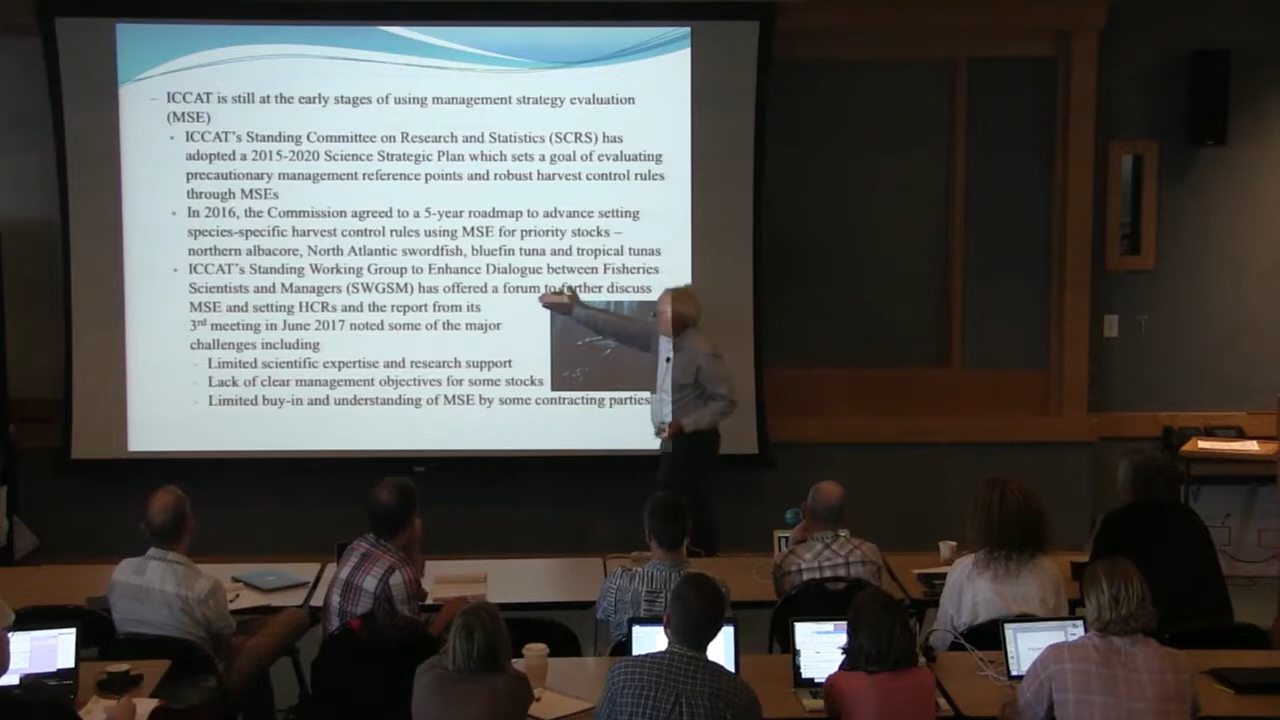 – ICCAT is still at the early stages of using management strategy evaluation
(MSE)
• ICCAT's Standing Committee on Research and Statistics (SCRS) has
adopted a 2015-2020 Science Strategic Plan which sets a goal of evaluating
precautionary management reference points and robust harvest control rules
through MSEs
• In 2016, the Commission agreed to a 5-year roadmap to advance setting
species-specific harvest control rules using MSE for priority stocks –
northern albacore, North Atlantic swordfish, bluefin tuna and tropical tunas
• ICCAT's Standing Working Group to Enhance Dialogue between Fisheries
Scientists and Managers (SWGSM) has offered a forum to further discuss
MSE and setting HCRs and the report from its
3rd meeting in June 2017 noted some of the major
challenges including
– Limited scientific expertise and research support
– Lack of clear management objectives for some stocks
– Limited buy-in and understanding of MSE by some contracting parties